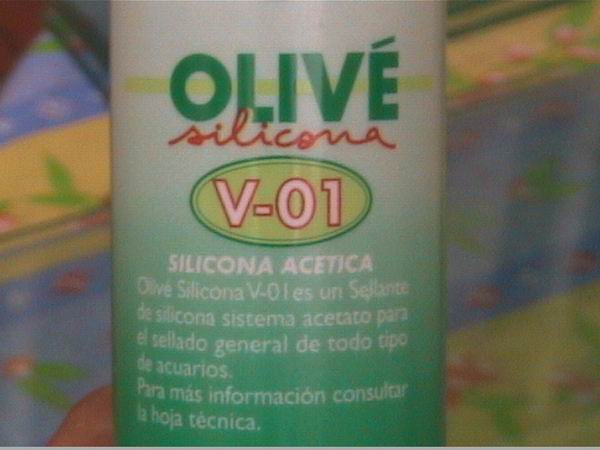 OLIVÉ
silicona
V-01
SILICONA ACETICA
Olivé Silicona V-01 es un Sellante
de silicona sistema acetato para
el sellado general de todo tipo
de acuarios.
Para más información consultar
la hoja técnica.